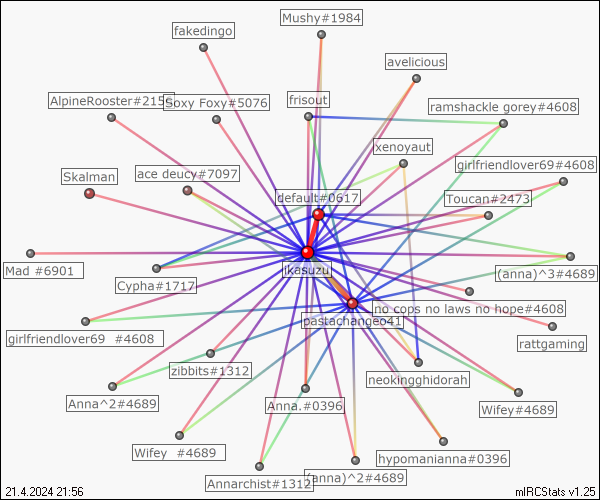 Mushy#1984
fakedingo
avelicious
AlpineRooster#215
Soxy Foxy#5076
frisout
ramshackle gorey#4608
xenoyaut
girlfriendlover69#4608
Skalman
ace deucy#7097
default#0617
Toucan#2473
Mad #6901
Cypha#1717
ikasuzu
(anna)^3#4689
no cops no laws no hope#4608
pastachangeo41
girlfriendlover69 #4608
rattgaming
zibbits#1312
neokingghidorah
Anna^2#4689
Anna.#0396
Wifey#4689
Wifey #4689
hypomanianna#0396
Annarchist#1312
(anna)^2#4689
21.4.2024 21:56
mIRCStats v1.25